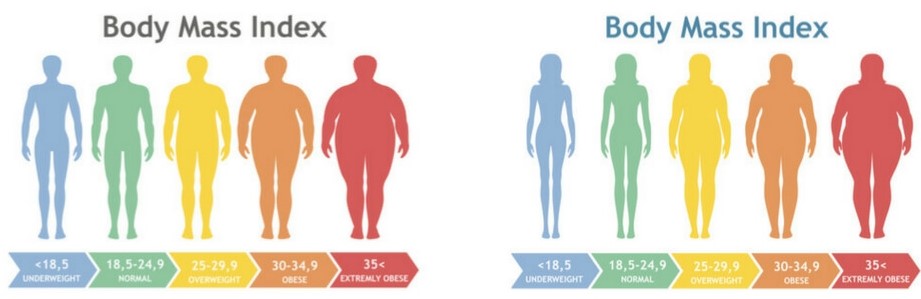 Body Mass Index
<18,5
UNDERWEIGHT
18,5-24,9
NORMAL
25-29,9
OVERWEIGHT
30-34,9
OBESE
35<
EXTREMLY OBESE
Body Mass Index
<18,5
UNDERWEIGHT
18,5-24,9
NORMAL
25-29,9
OVERWEIGHT
30-34,9
OBESE
35<
EXTREMLY OBESE